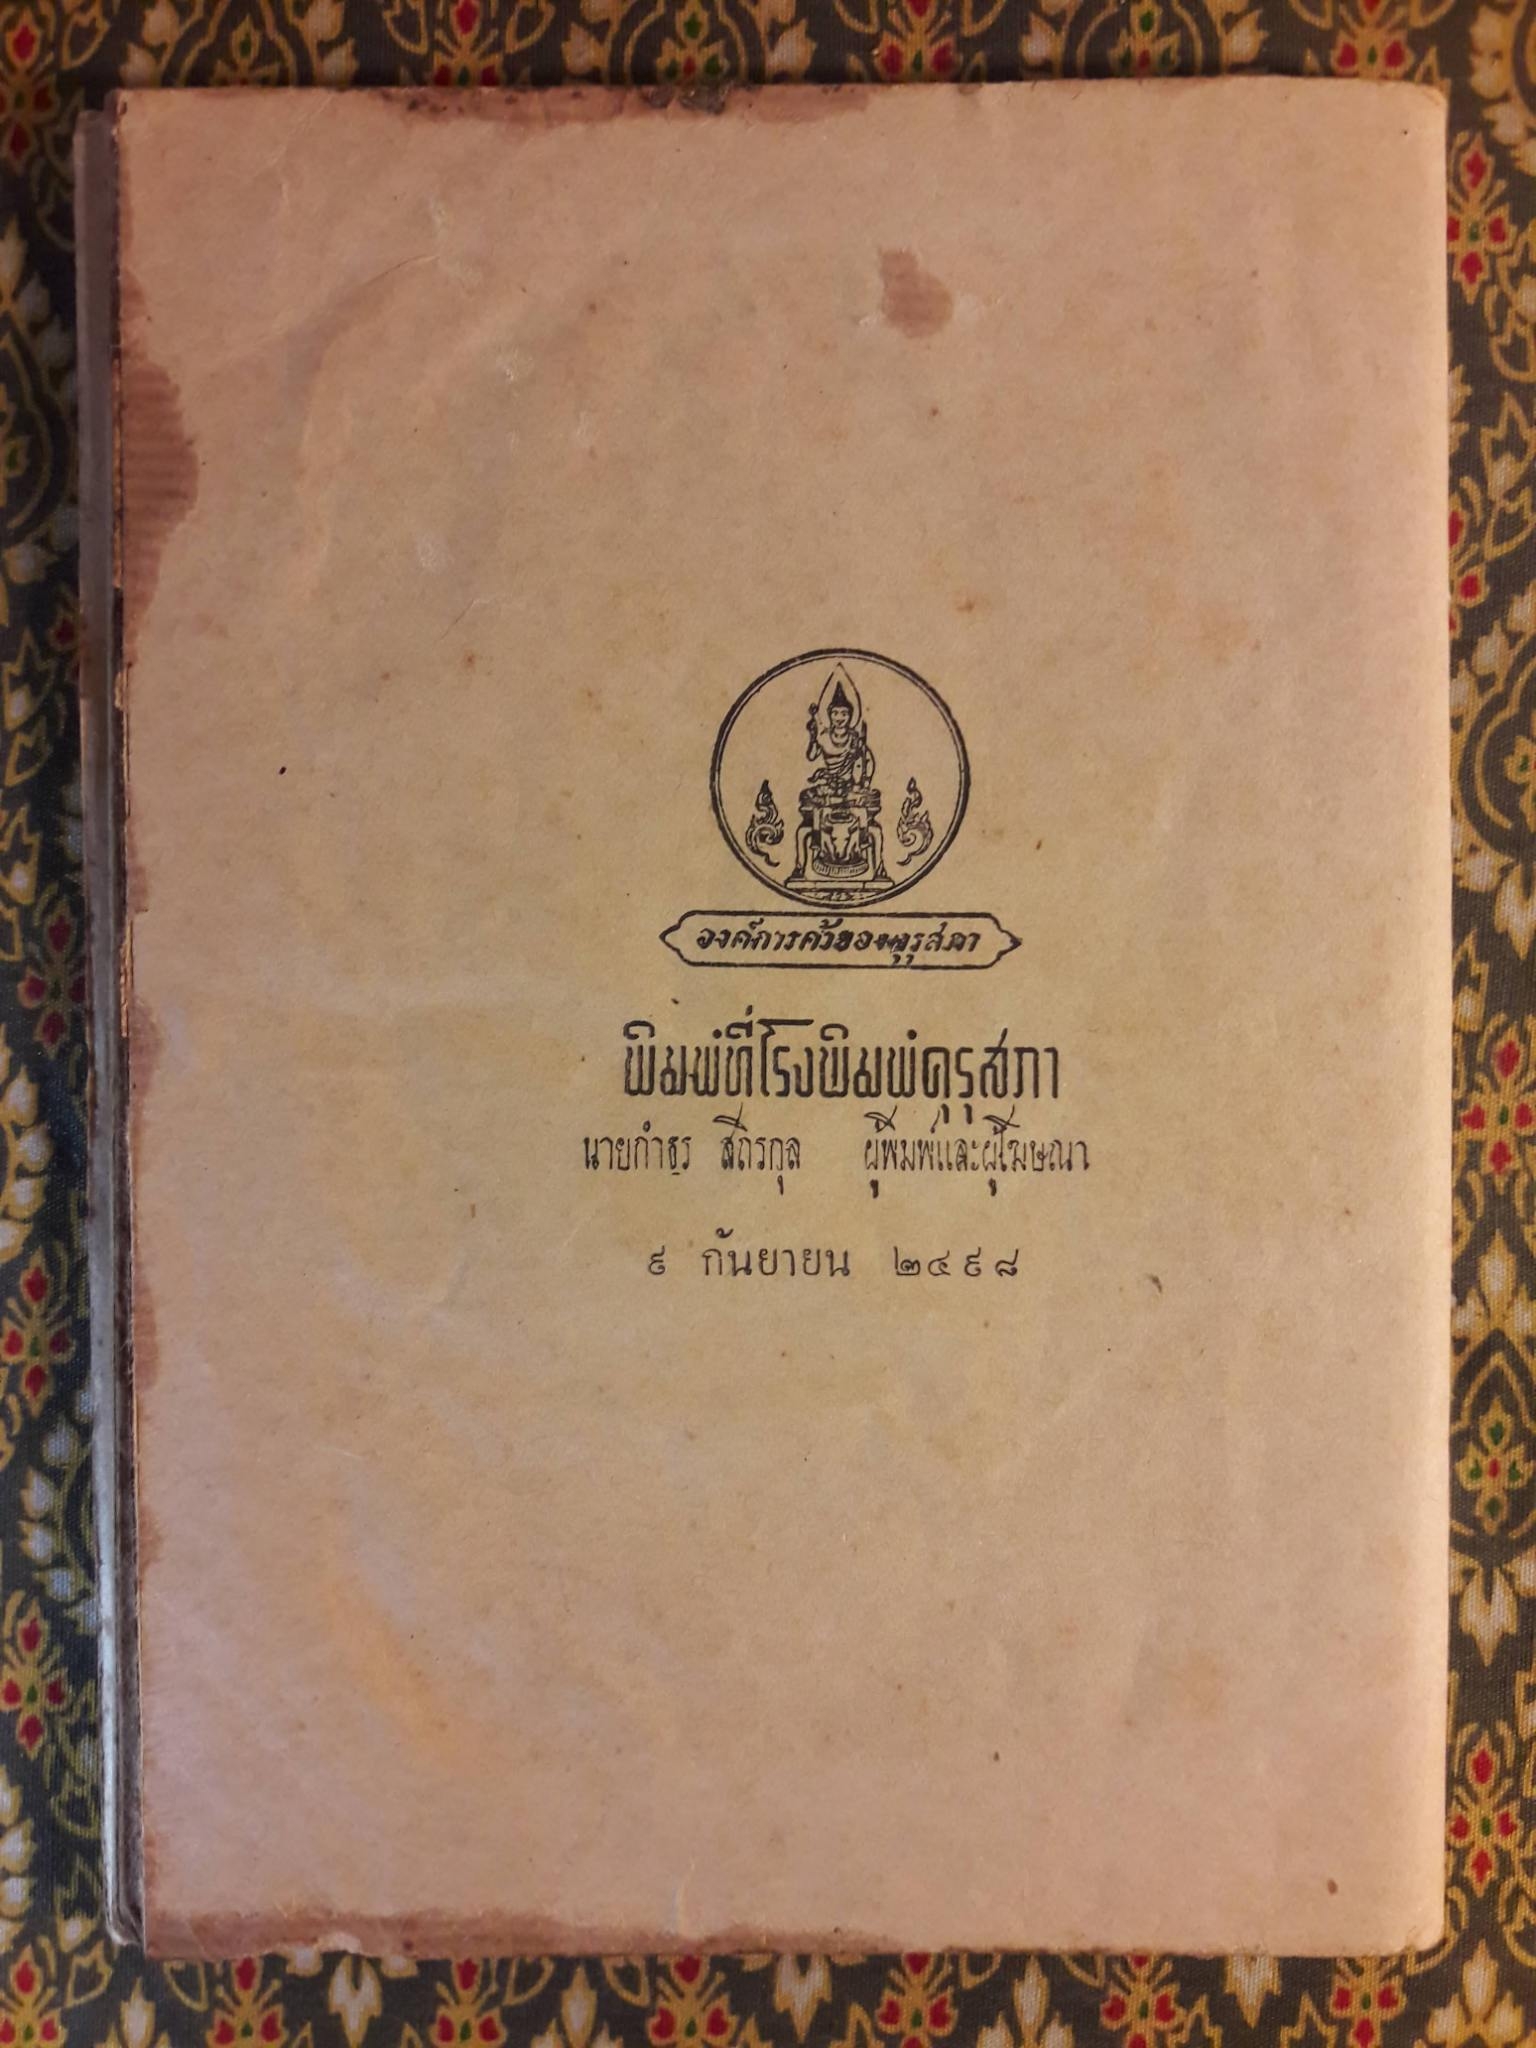 องค์การค้าของคุรุสภา
พิมพ์ที่โรงพิมพ์คุรุสภา
นายกำธร สถิรกุล ผู้พิมพ์และผู้โฆษณา
๙ กันยายน ๒๔๙๘